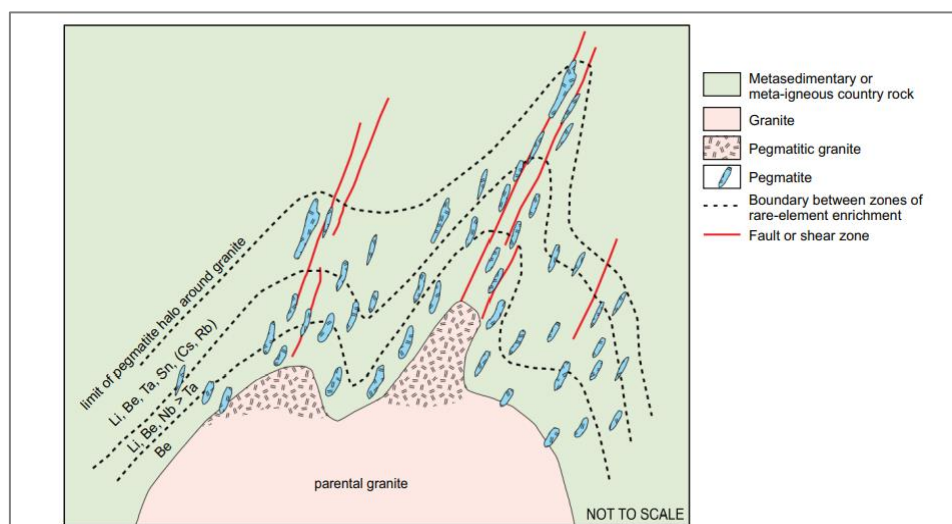 limit of pegmatite halo around granite
Li, Be, Ta, Sn, (Cs, Rb)
Li, Be, Nb > Ta
Be
parental granite
NOT TO SCALE
Metasedimentary or
meta-igneous country rock
Granite
Pegmatitic granite
Pegmatite
Boundary between zones of
rare-element enrichment
Fault or shear zone